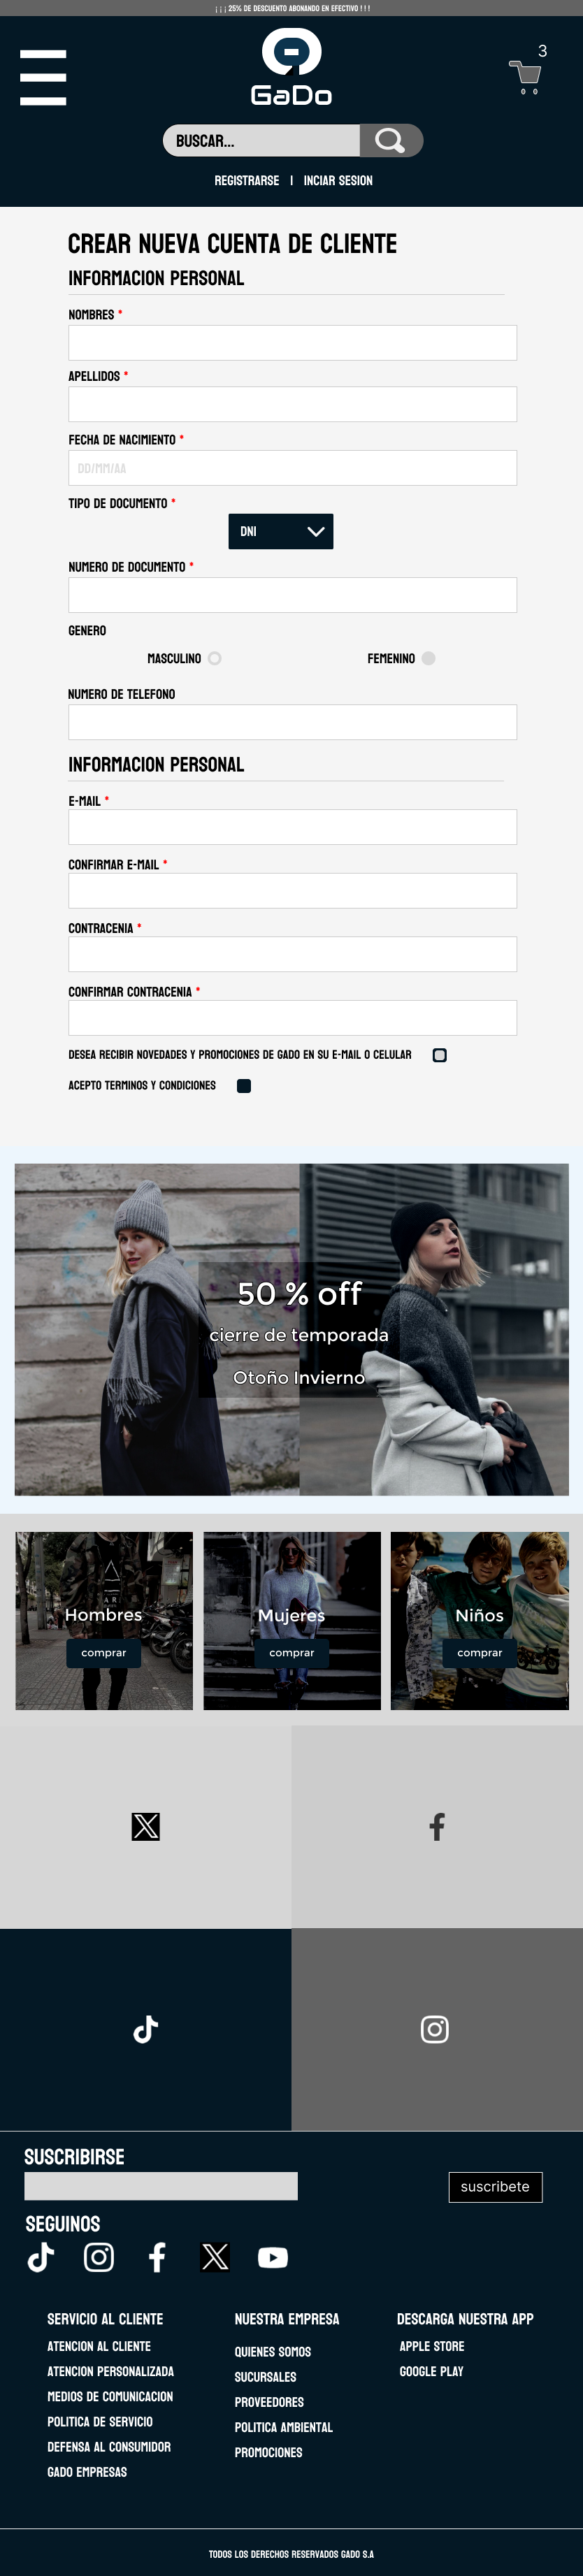 ¡ ¡ ¡ 25% DE DESCUENTO ABONANDO EN EFECTIVO ! ! !
3
GaDo
BUSCAR...
REGISTRARSE | INCIAR SESION
CREAR NUEVA CUENTA DE CLIENTE
INFORMACION PERSONAL
NOMBRES *
APELLIDOS *
FECHA DE NACIMIENTO *
DD/MM/AA
TIPO DE DOCUMENTO *
DNI
NUMERO DE DOCUMENTO *
GENERO
MASCULINO FEMENINO
NUMERO DE TELEFONO
INFORMACION PERSONAL
E-MAIL *
CONFIRMAR E-MAIL *
CONTRACENIA *
CONFIRMAR CONTRACENIA *
DESEA RECIBIR NOVEDADES Y PROMOCIONES DE GADO EN SU E-MAIL O CELULAR
ACEPTO TERMINOS Y CONDICIONES
50 % off
cierre de temporada
Otoño Invierno
Hombres
comprar
Mujeres
comprar
Niños
comprar
SUSCRIBIRSE
suscribete
SEGUINOS
SERVICIO AL CLIENTE
ATENCION AL CLIENTE
ATENCION PERSONALIZADA
MEDIOS DE COMUNICACION
POLITICA DE SERVICIO
DEFENSA AL CONSUMIDOR
GADO EMPRESAS
NUESTRA EMPRESA
QUIENES SOMOS
SUCURSALES
PROVEEDORES
POLITICA AMBIENTAL
PROMOCIONES
DESCARGA NUESTRA APP
APPLE STORE
GOOGLE PLAY
TODOS LOS DERECHOS RESERVADOS GADO S.A